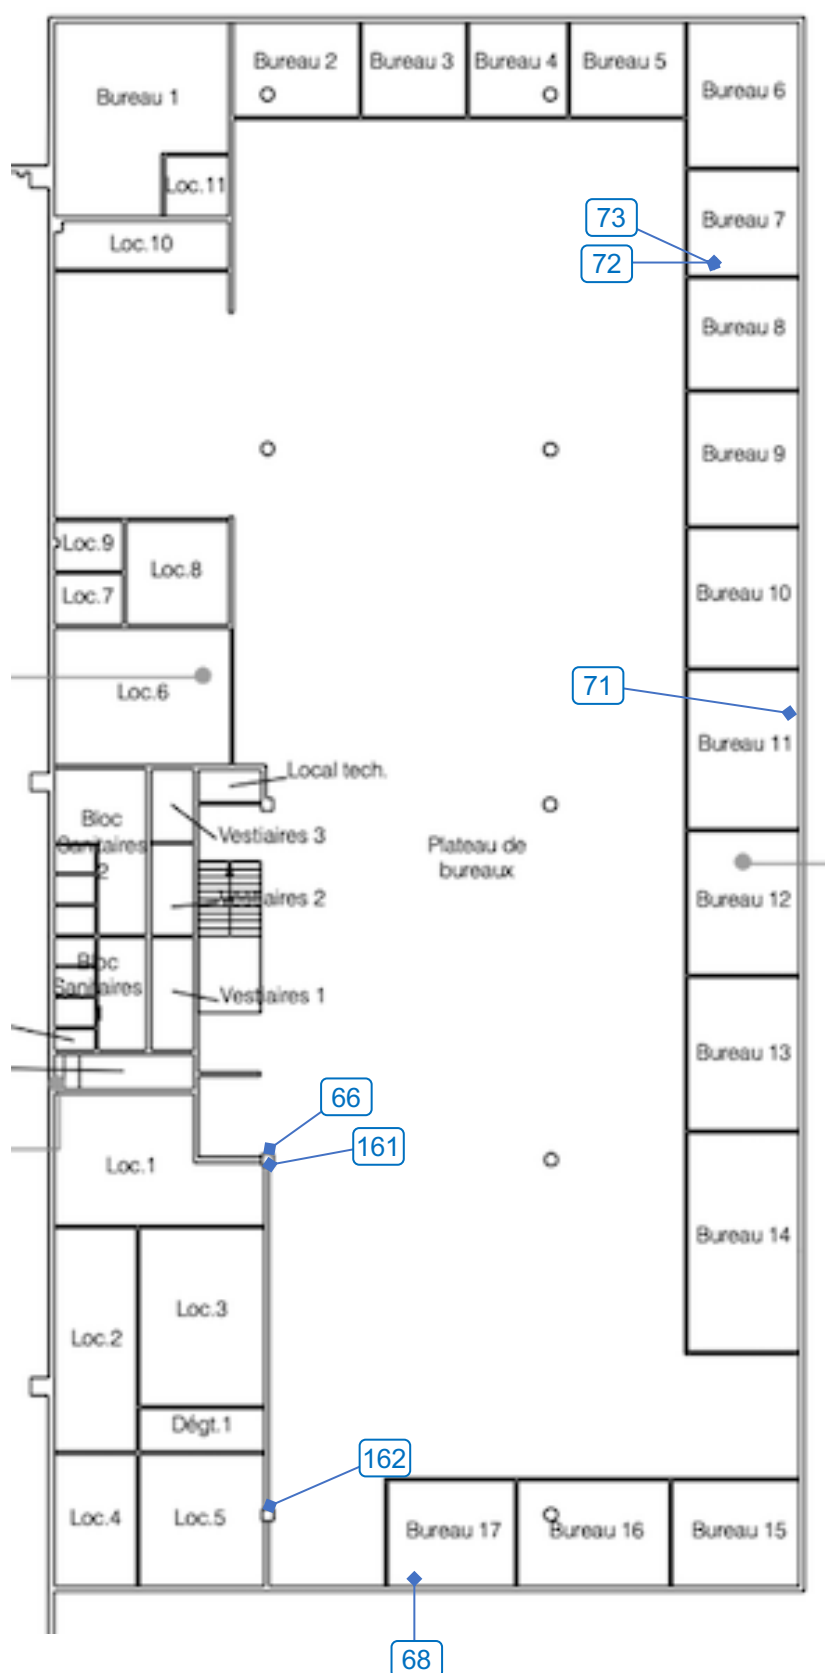 Bureau 1
Bureau 2
Bureau 3
Bureau 4
Bureau 5
Bureau 6
Loc.11
Bureau 7
73
72
Loc.10
Bureau 8
Bureau 9
Loc.9
Loc.8
Loc.7
Bureau 10
Loc.6
71
Bureau 11
Local tech.
Bloc
Sanitaires
2
Vestiaires 3
Plateau de
bureaux
Vestiaires 2
Bureau 12
Bloc
Sanitaires
Vestiaires 1
Bureau 13
66
161
Loc.1
Bureau 14
Loc.3
Loc.2
Dégt.1
162
Loc.4
Loc.5
Bureau 17
Bureau 16
Bureau 15
68